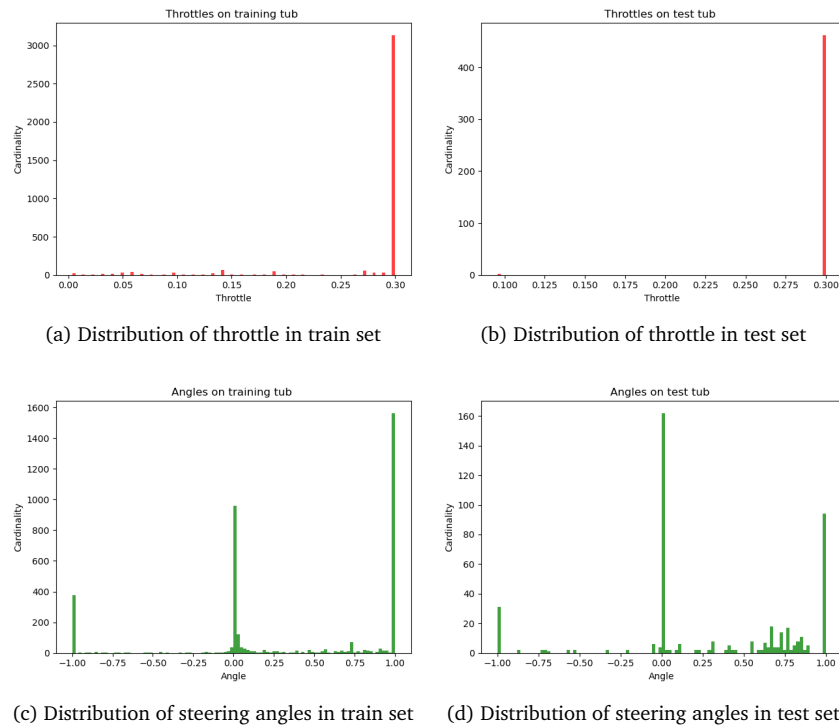 Throttles on training tub
3000
2500
2000
1500
1000
500
0
Cardinality
0.00 0.05 0.10 0.15 0.20 0.25 0.30
Throttle
(a) Distribution of throttle in train set
Throttles on test tub
400
300
200
100
0
Cardinality
0.100 0.125 0.150 0.175 0.200 0.225 0.250 0.275 0.300
Throttle
(b) Distribution of throttle in test set
Angles on training tub
1600
1400
1200
1000
800
600
400
200
0
Cardinality
−1.00 −0.75 −0.50 −0.25 0.00 0.25 0.50 0.75 1.00
Angle
(c) Distribution of steering angles in train set
Angles on test tub
160
140
120
100
80
60
40
20
0
Cardinality
−1.00 −0.75 −0.50 −0.25 0.00 0.25 0.50 0.75 1.00
Angle
(d) Distribution of steering angles in test set